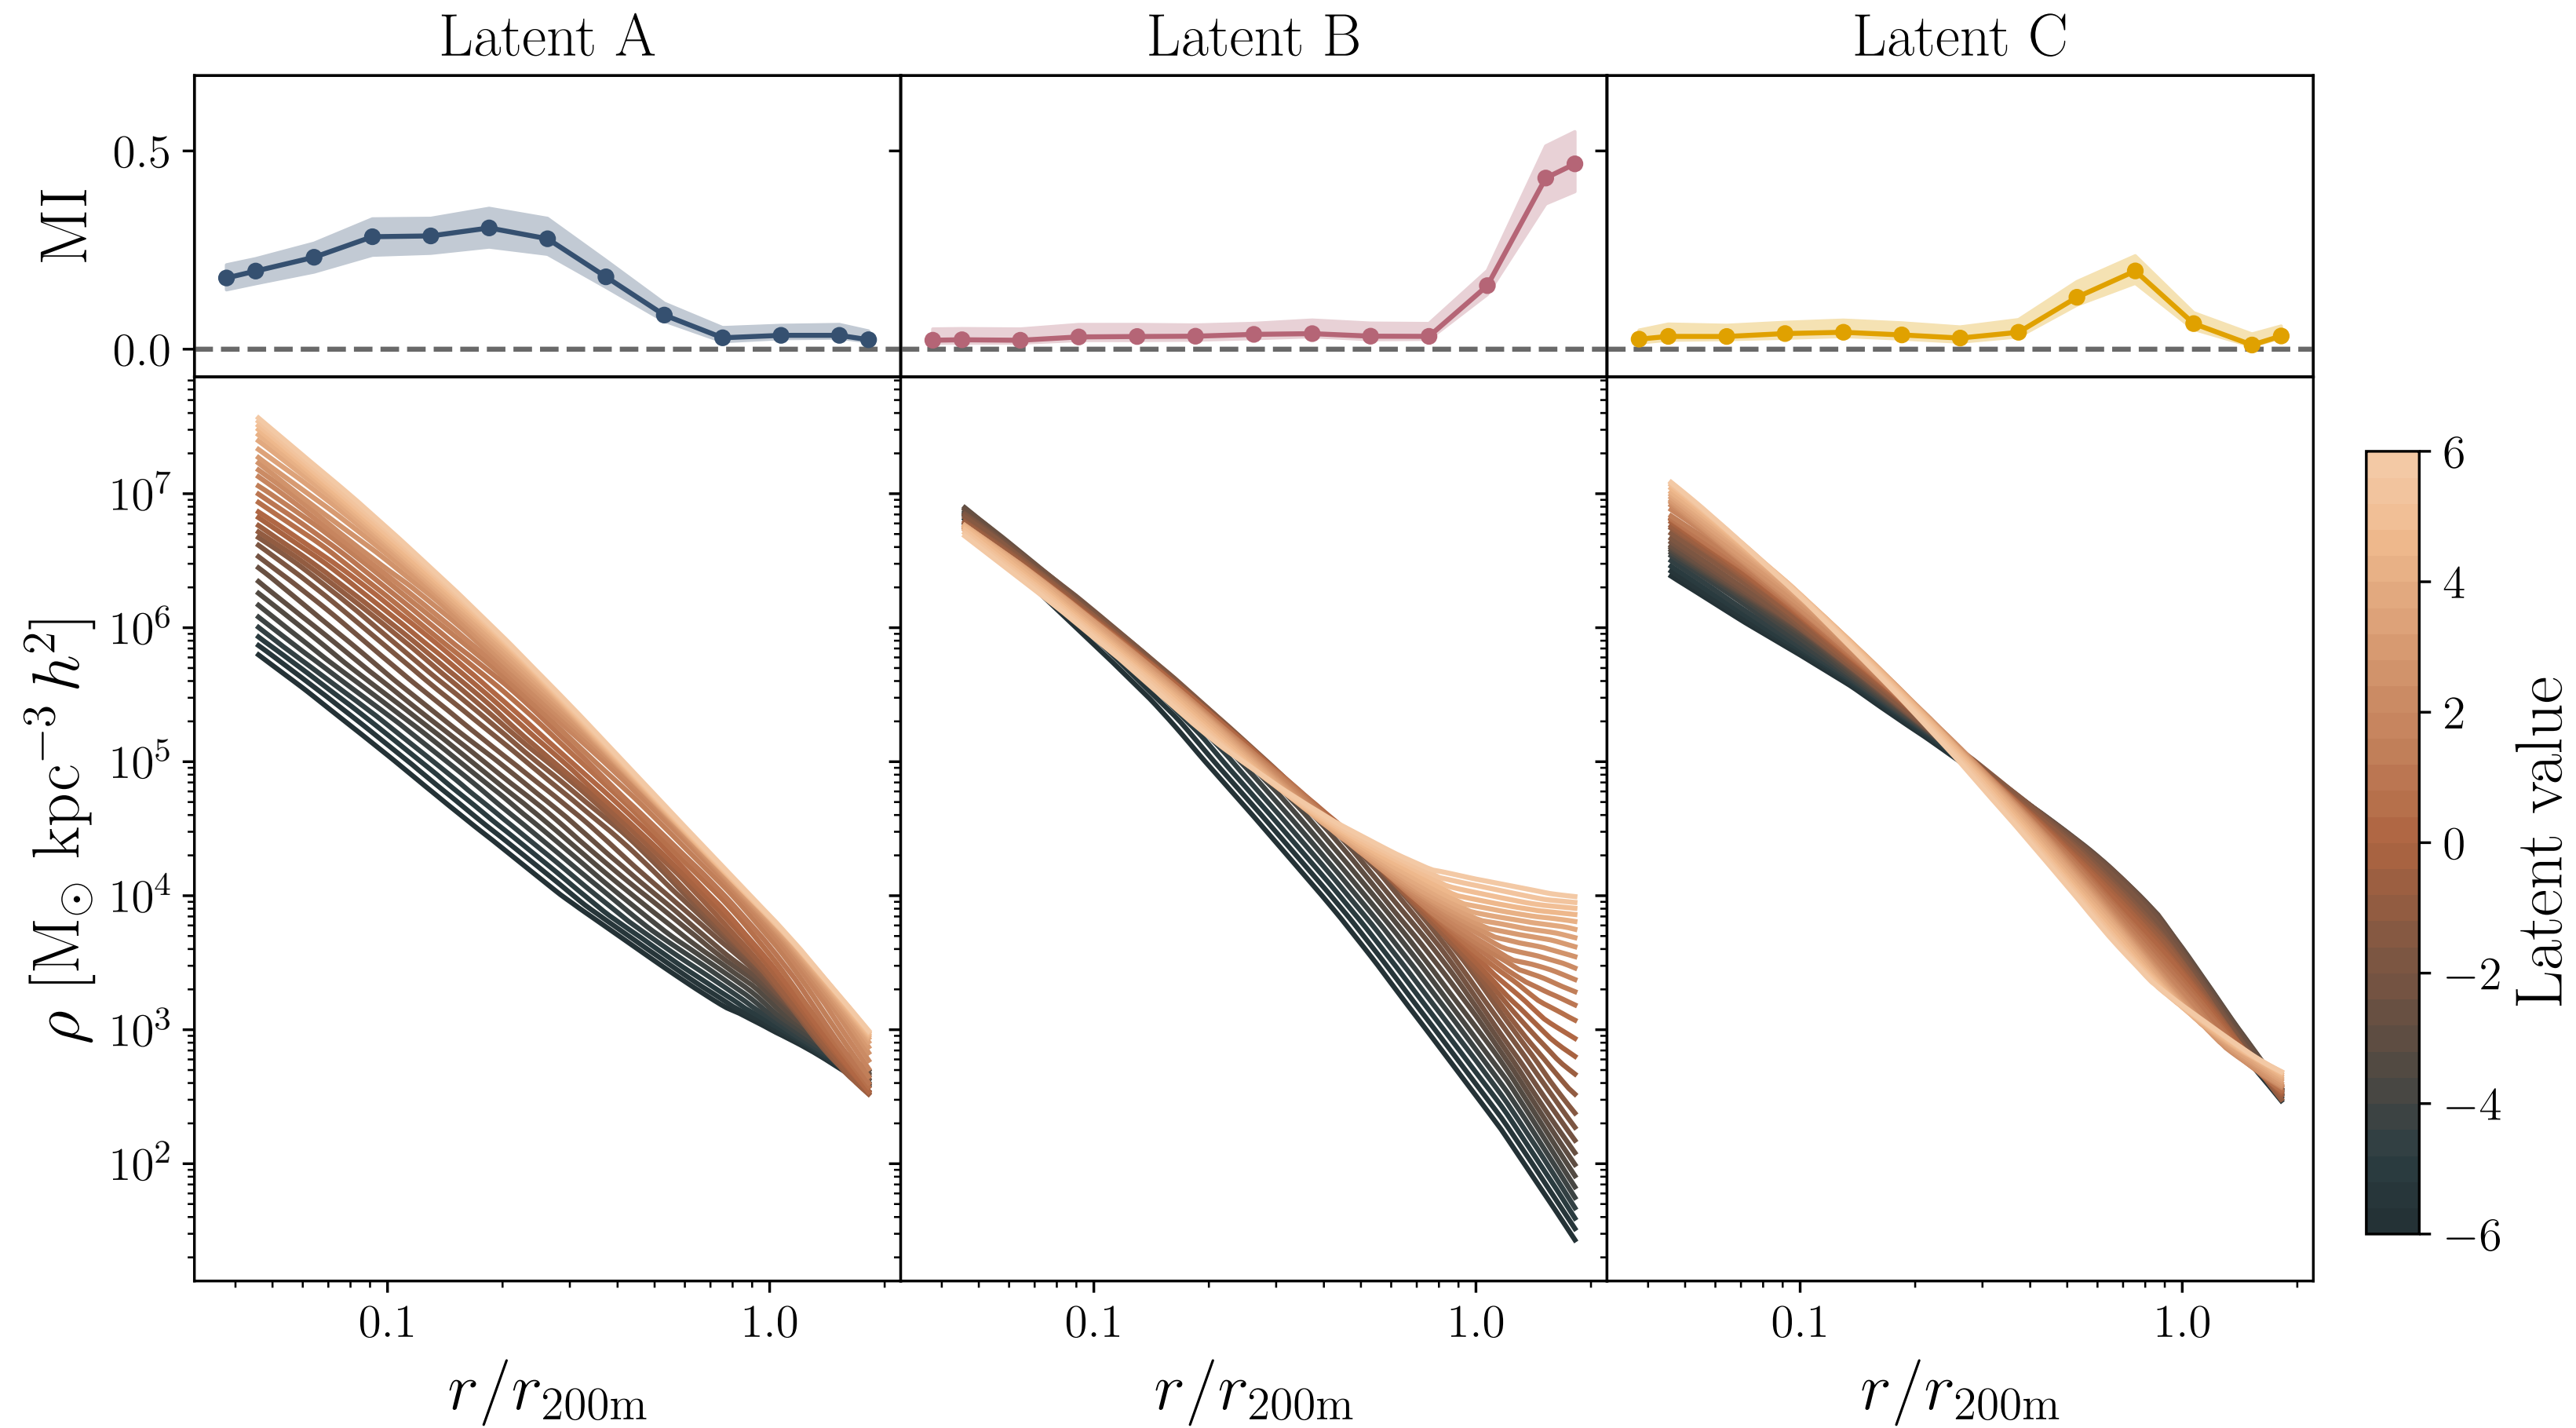 Latent A Latent B Latent C
MI
0.5
0.0
ρ [M⊙ kpc⁻³ h²]
10⁷
10⁶
10⁵
10⁴
10³
10²
0.1 1.0 0.1 1.0 0.1 1.0
r/r₂₀₀ₘ r/r₂₀₀ₘ r/r₂₀₀ₘ
6
4
2
0
−2
−4
−6
Latent value